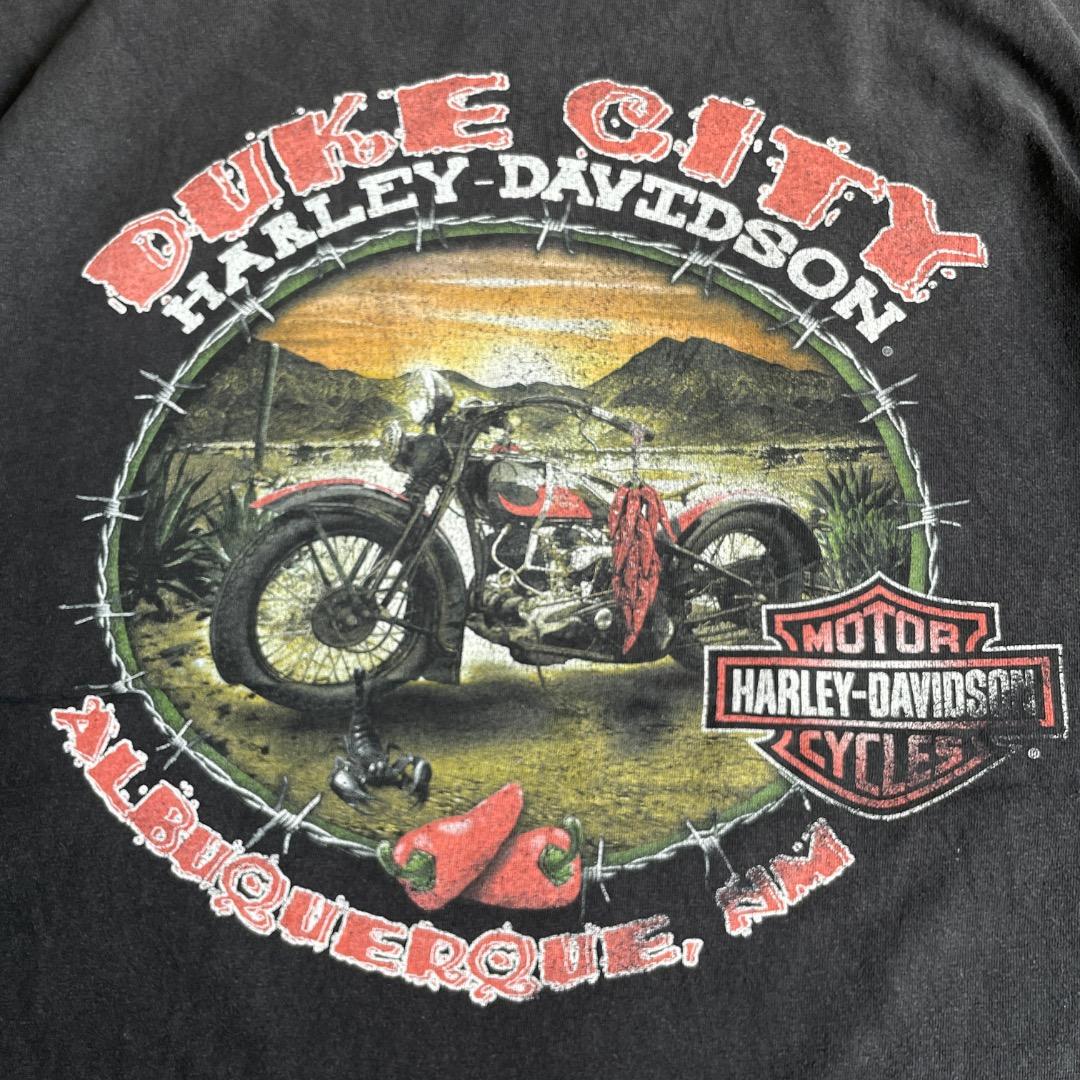 DUKE CITY
HARLEY-DAVIDSON®
MOTOR
HARLEY-DAVIDSON
CYCLES®
ALBUQUERQUE, NM